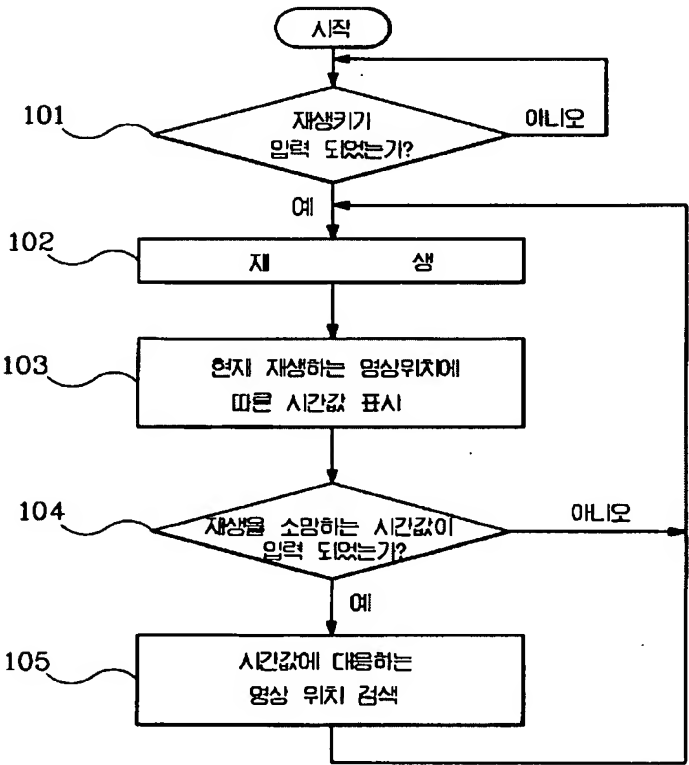 시작
101
재생키가
입력 되었는가?
아니오
예
102
재 생
103
현재 재생하는 영상위치에
따른 시간값 표시
104
재생을 소망하는 시간값이
입력 되었는가?
아니오
예
105
시간값에 대응하는
영상 위치 검색